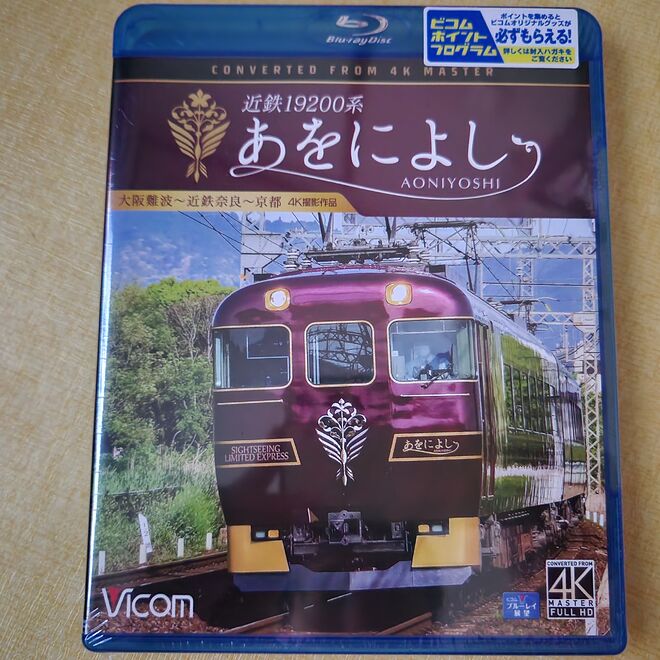 Blu-ray Disc
ビコム
ポイント
プログラム
ポイントを集めると
ビコムオリジナルグッズが
必ずもらえる!
詳しくは封入ハガキを
ご覧ください
CONVERTED FROM 4K MASTER
近鉄19200系
あをによし
AONIYOSHI
大阪難波～近鉄奈良～京都 4K撮影作品
SIGHTSEEING
LIMITED EXPRESS
あをによし
Vicom
ビコム
ブルーレイ
展望
CONVERTED FROM
4K
MASTER
FULL HD